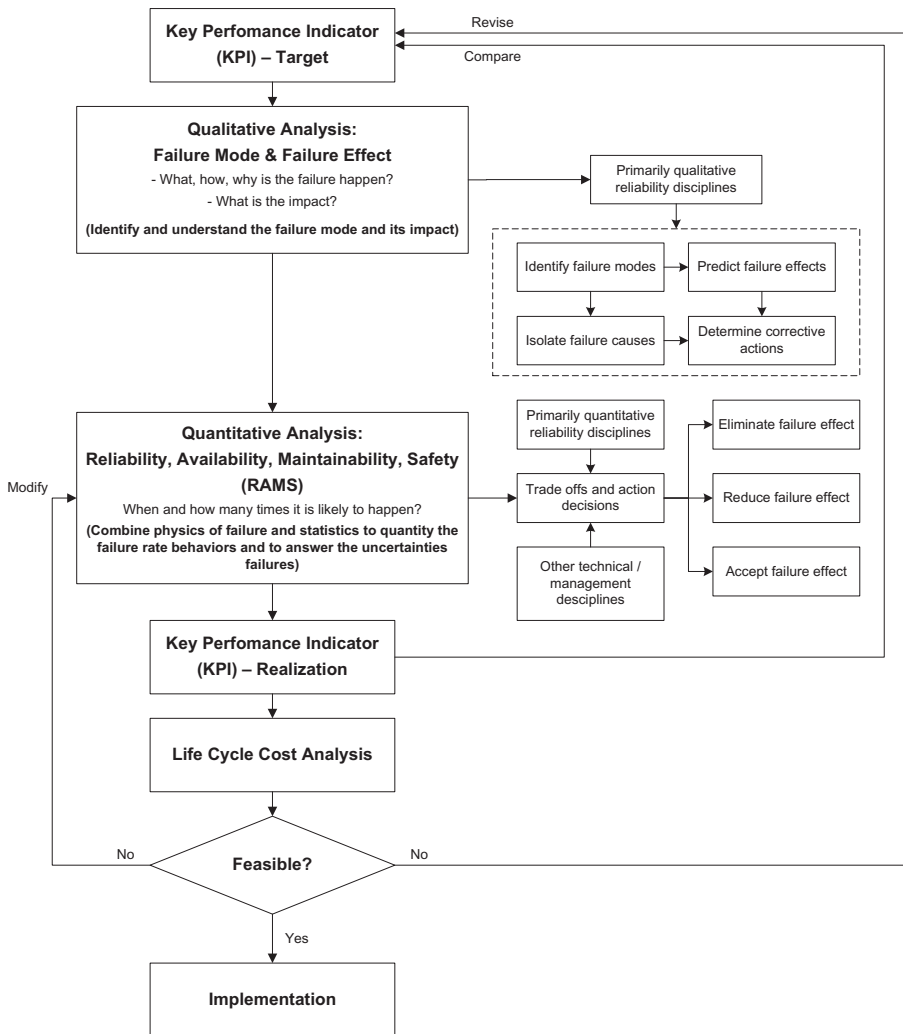 Key Perfomance Indicator
(KPI) – Target
Revise
Compare
Qualitative Analysis:
Failure Mode & Failure Effect
- What, how, why is the failure happen?
- What is the impact?
(Identify and understand the failure mode and its impact)
Primarily qualitative
reliability disciplines
Identify failure modes
Predict failure effects
Isolate failure causes
Determine corrective
actions
Quantitative Analysis:
Reliability, Availability, Maintainability, Safety
(RAMS)
When and how many times it is likely to happen?
(Combine physics of failure and statistics to quantity the
failure rate behaviors and to answer the uncertainties
failures)
Modify
Primarily quantitative
reliability disciplines
Trade offs and action
decisions
Other technical /
management
desciplines
Eliminate failure effect
Reduce failure effect
Accept failure effect
Key Perfomance Indicator
(KPI) – Realization
Life Cycle Cost Analysis
Feasible?
No
No
Yes
Implementation